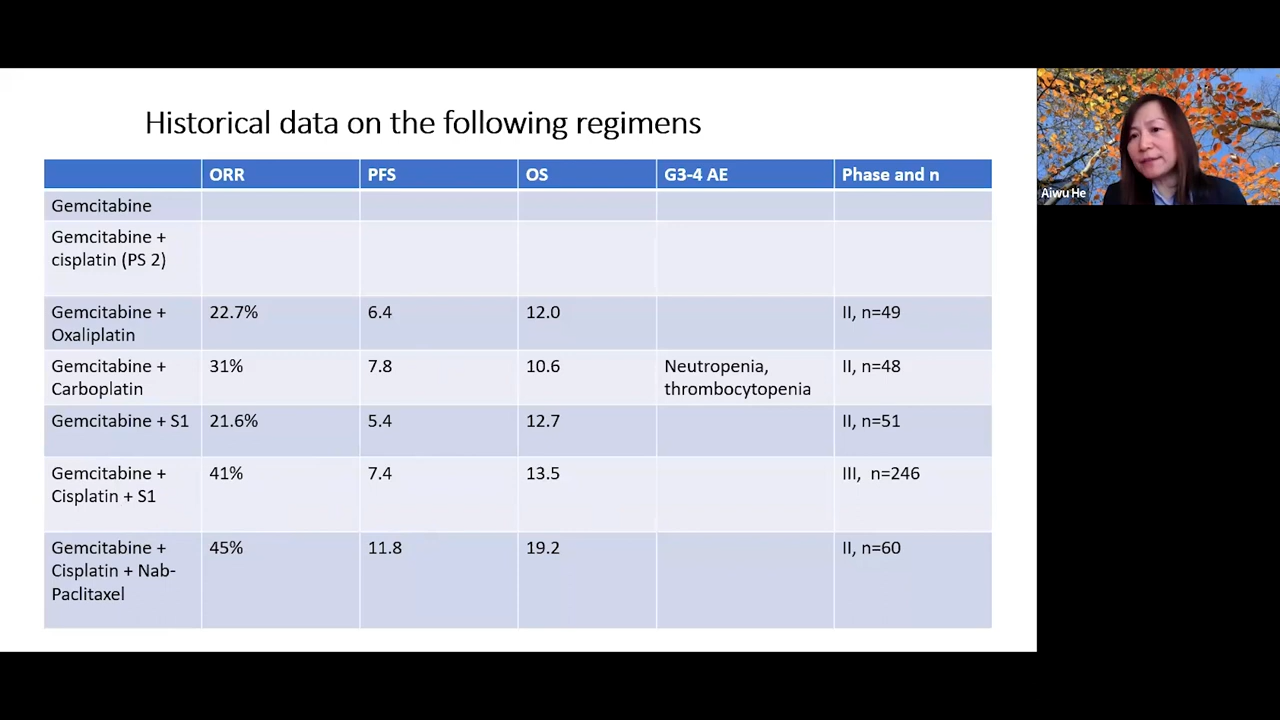 Historical data on the following regimens
ORR PFS OS G3-4 AE Phase and n
Gemcitabine
Gemcitabine +
cisplatin (PS 2)
Gemcitabine + 22.7% 6.4 12.0 II, n=49
Oxaliplatin
Gemcitabine + 31% 7.8 10.6 Neutropenia, II, n=48
Carboplatin thrombocytopenia
Gemcitabine + S1 21.6% 5.4 12.7 II, n=51
Gemcitabine + 41% 7.4 13.5 III, n=246
Cisplatin + S1
Gemcitabine + 45% 11.8 19.2 II, n=60
Cisplatin + Nab-
Paclitaxel
Aiwu He